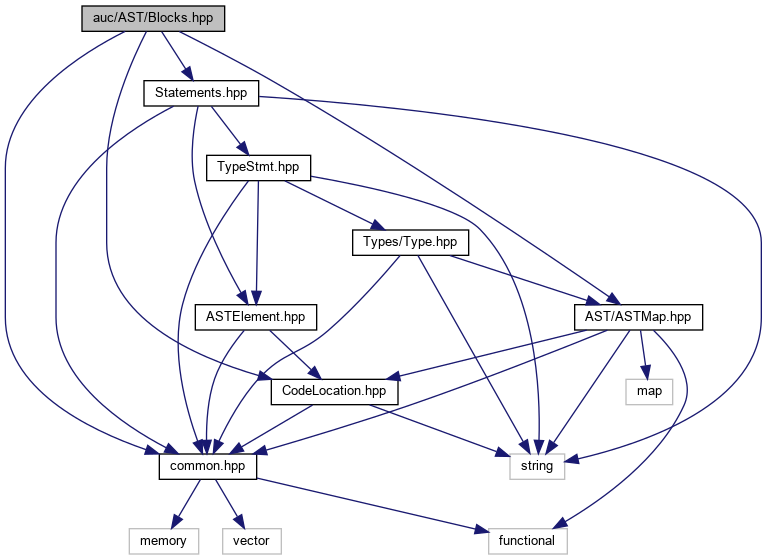 auc/AST/Blocks.hpp
Statements.hpp
TypeStmt.hpp
Types/Type.hpp
ASTElement.hpp
AST/ASTMap.hpp
CodeLocation.hpp
map
common.hpp
string
memory
vector
functional